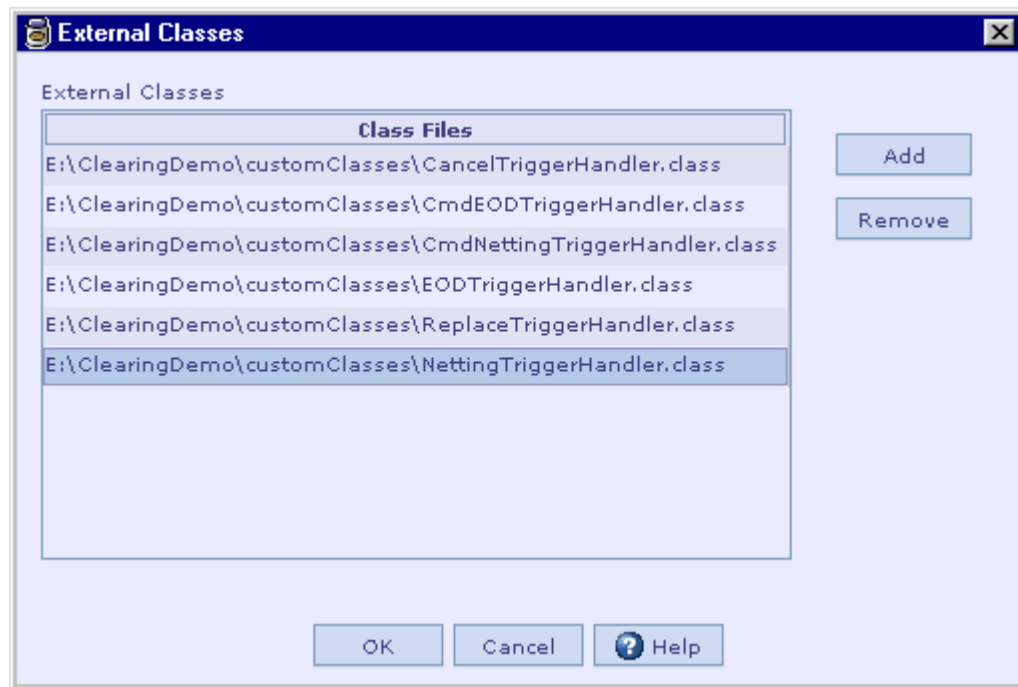 External Classes
External Classes
Class Files
E:\ClearingDemo\customClasses\CancelTriggerHandler.class
E:\ClearingDemo\customClasses\CmdEODTriggerHandler.class
E:\ClearingDemo\customClasses\CmdNettingTriggerHandler.class
E:\ClearingDemo\customClasses\EODTriggerHandler.class
E:\ClearingDemo\customClasses\ReplaceTriggerHandler.class
E:\ClearingDemo\customClasses\NettingTriggerHandler.class
Add
Remove
OK Cancel Help